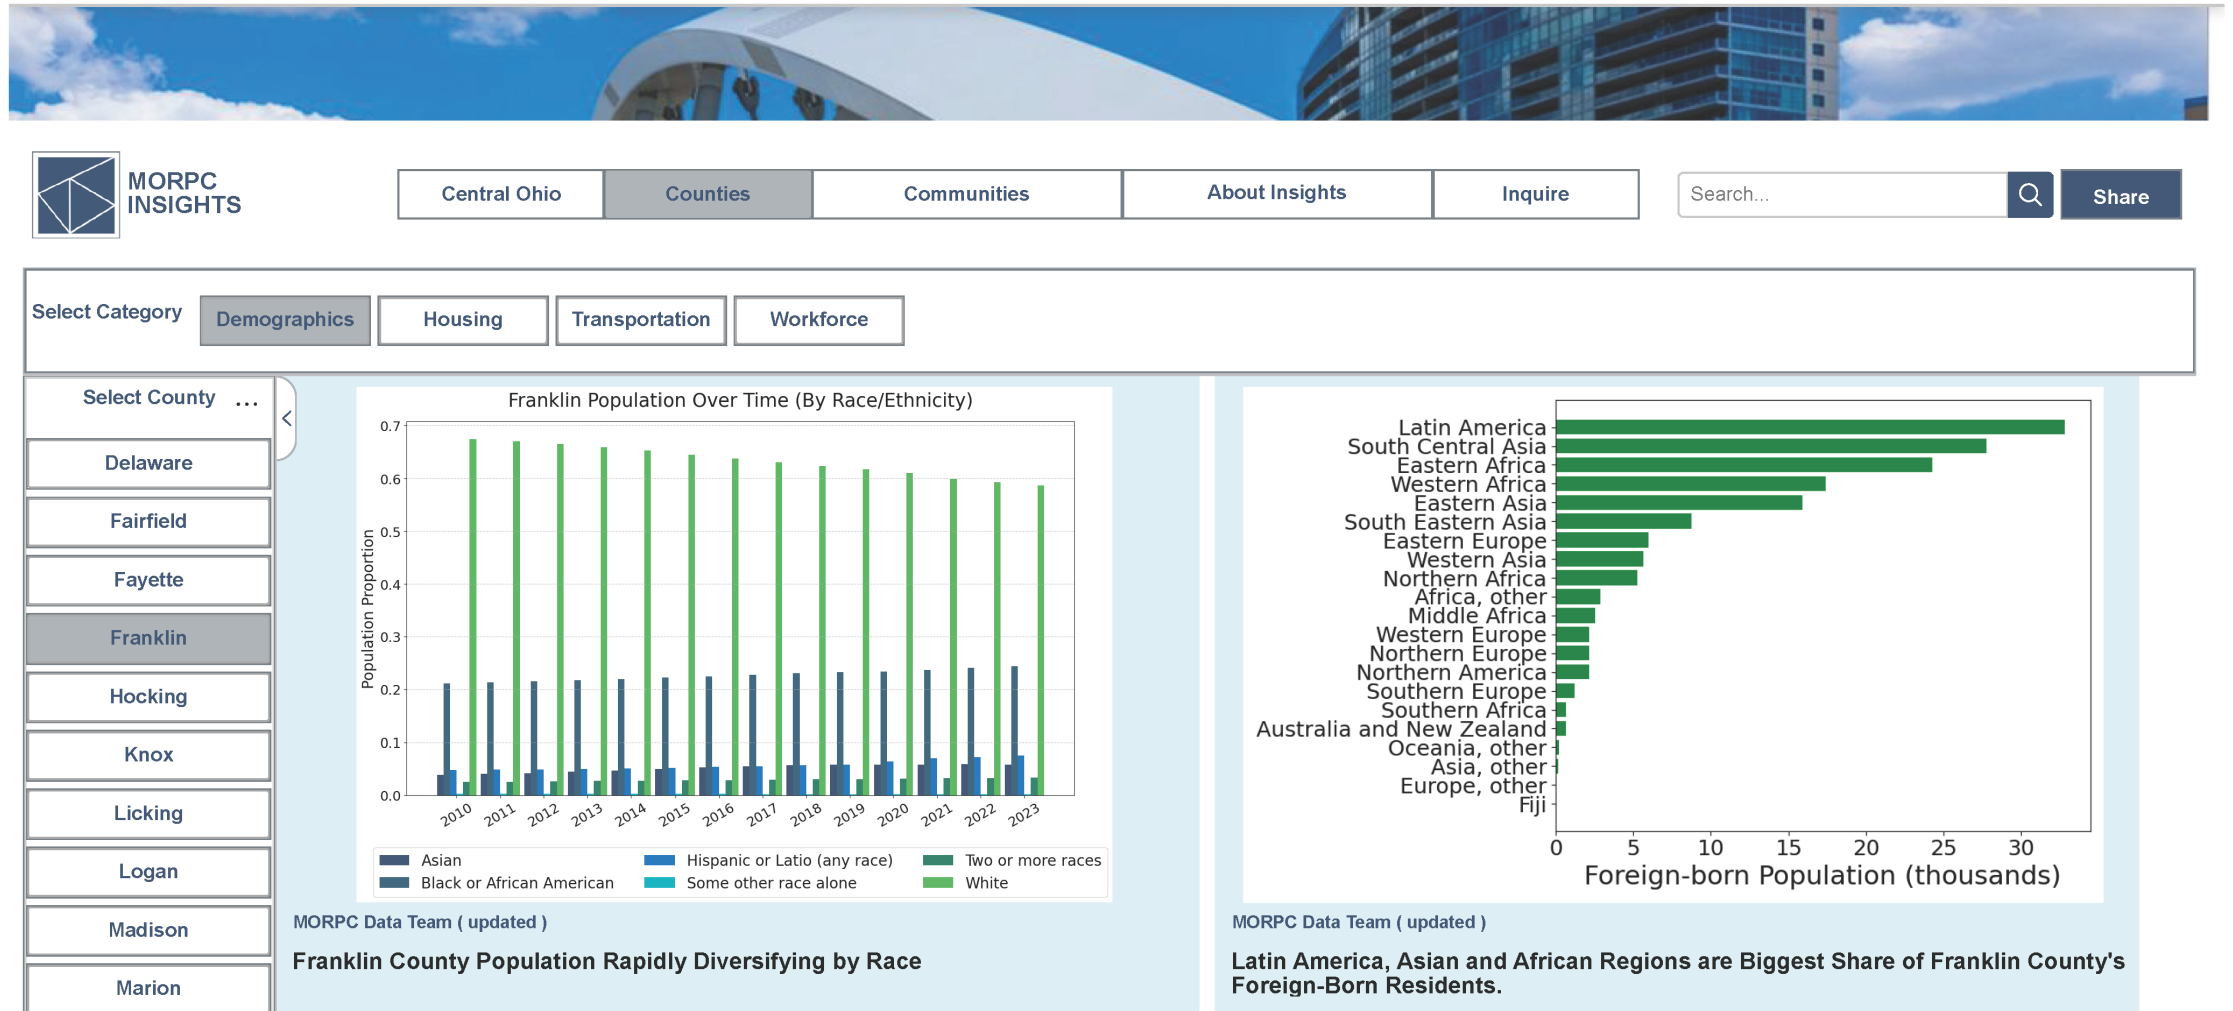 MORPC
INSIGHTS
Central Ohio
Counties
Communities
About Insights
Inquire
Search...
Share
Select Category
Demographics
Housing
Transportation
Workforce
Select County ...
Delaware
Fairfield
Fayette
Franklin
Hocking
Knox
Licking
Logan
Madison
Marion
Franklin Population Over Time (By Race/Ethnicity)
Population Proportion
0.7
0.6
0.5
0.4
0.3
0.2
0.1
0.0
2010 2011 2012 2013 2014 2015 2016 2017 2018 2019 2020 2021 2022 2023
Asian
Black or African American
Hispanic or Latio (any race)
Some other race alone
Two or more races
White
MORPC Data Team ( updated )
Franklin County Population Rapidly Diversifying by Race
Latin America
South Central Asia
Eastern Africa
Western Africa
Eastern Asia
South Eastern Asia
Eastern Europe
Western Asia
Northern Africa
Africa, other
Middle Africa
Western Europe
Northern Europe
Northern America
Southern Europe
Southern Africa
Australia and New Zealand
Oceania, other
Asia, other
Europe, other
Fiji
0 5 10 15 20 25 30
Foreign-born Population (thousands)
MORPC Data Team ( updated )
Latin America, Asian and African Regions are Biggest Share of Franklin County's
Foreign-Born Residents.